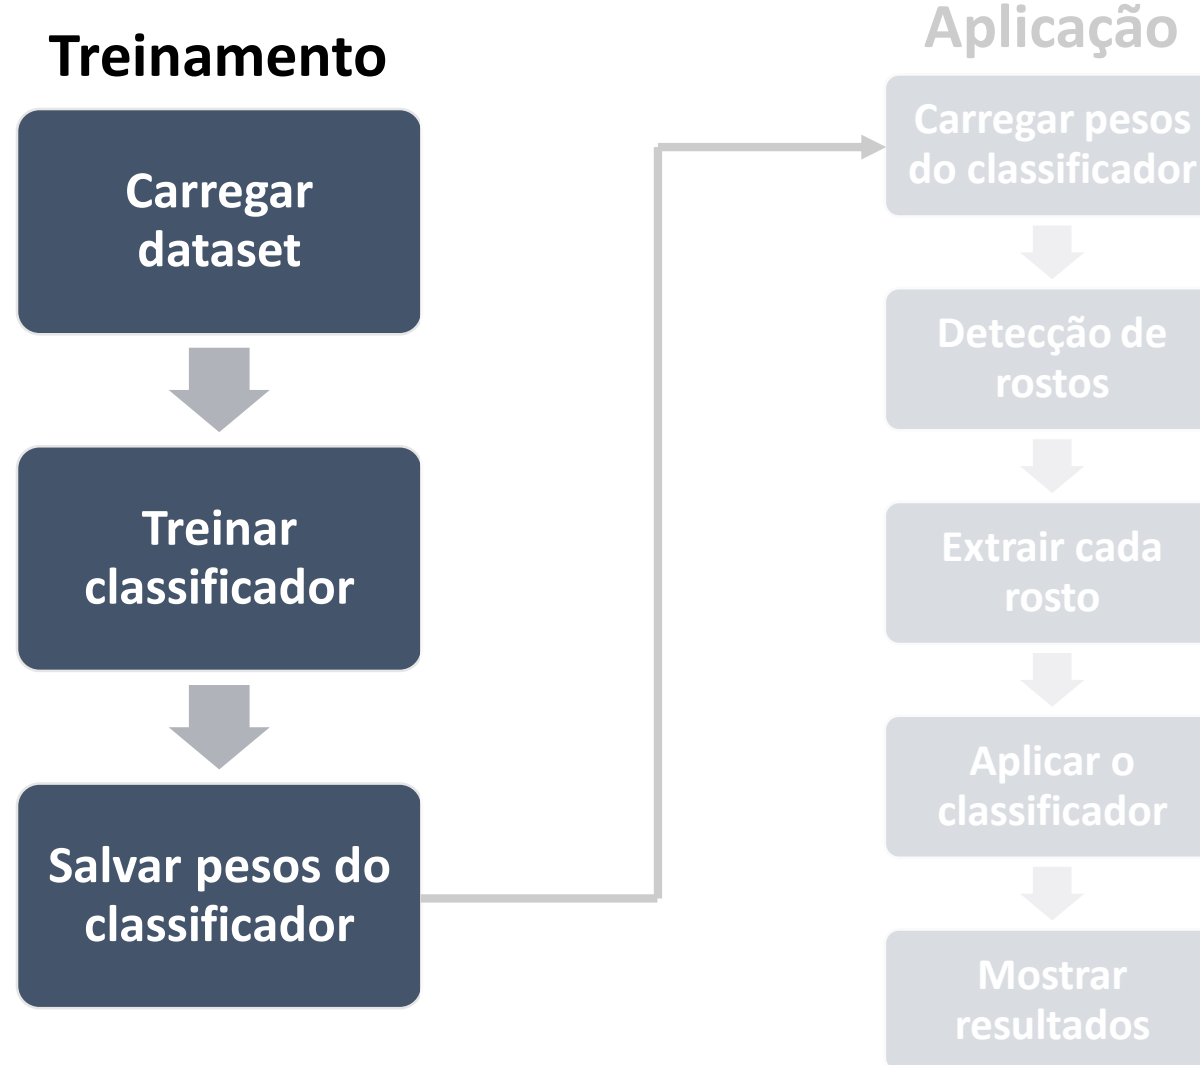 Treinamento
Carregar
dataset
Treinar
classificador
Salvar pesos do
classificador
Aplicação
Carregar pesos
do classificador
Detecção de
rostos
Extrair cada
rosto
Aplicar o
classificador
Mostrar
resultados